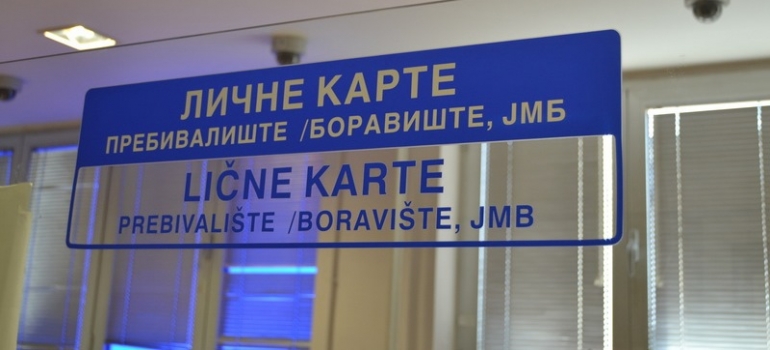 ЛИЧНЕ КАРТЕ
ПРЕБИВАЛИШТЕ /БОРАВИШТЕ, ЈМБ
LIČNE KARTE
PREBIVALIŠTE /BORAVIŠTE, JMB